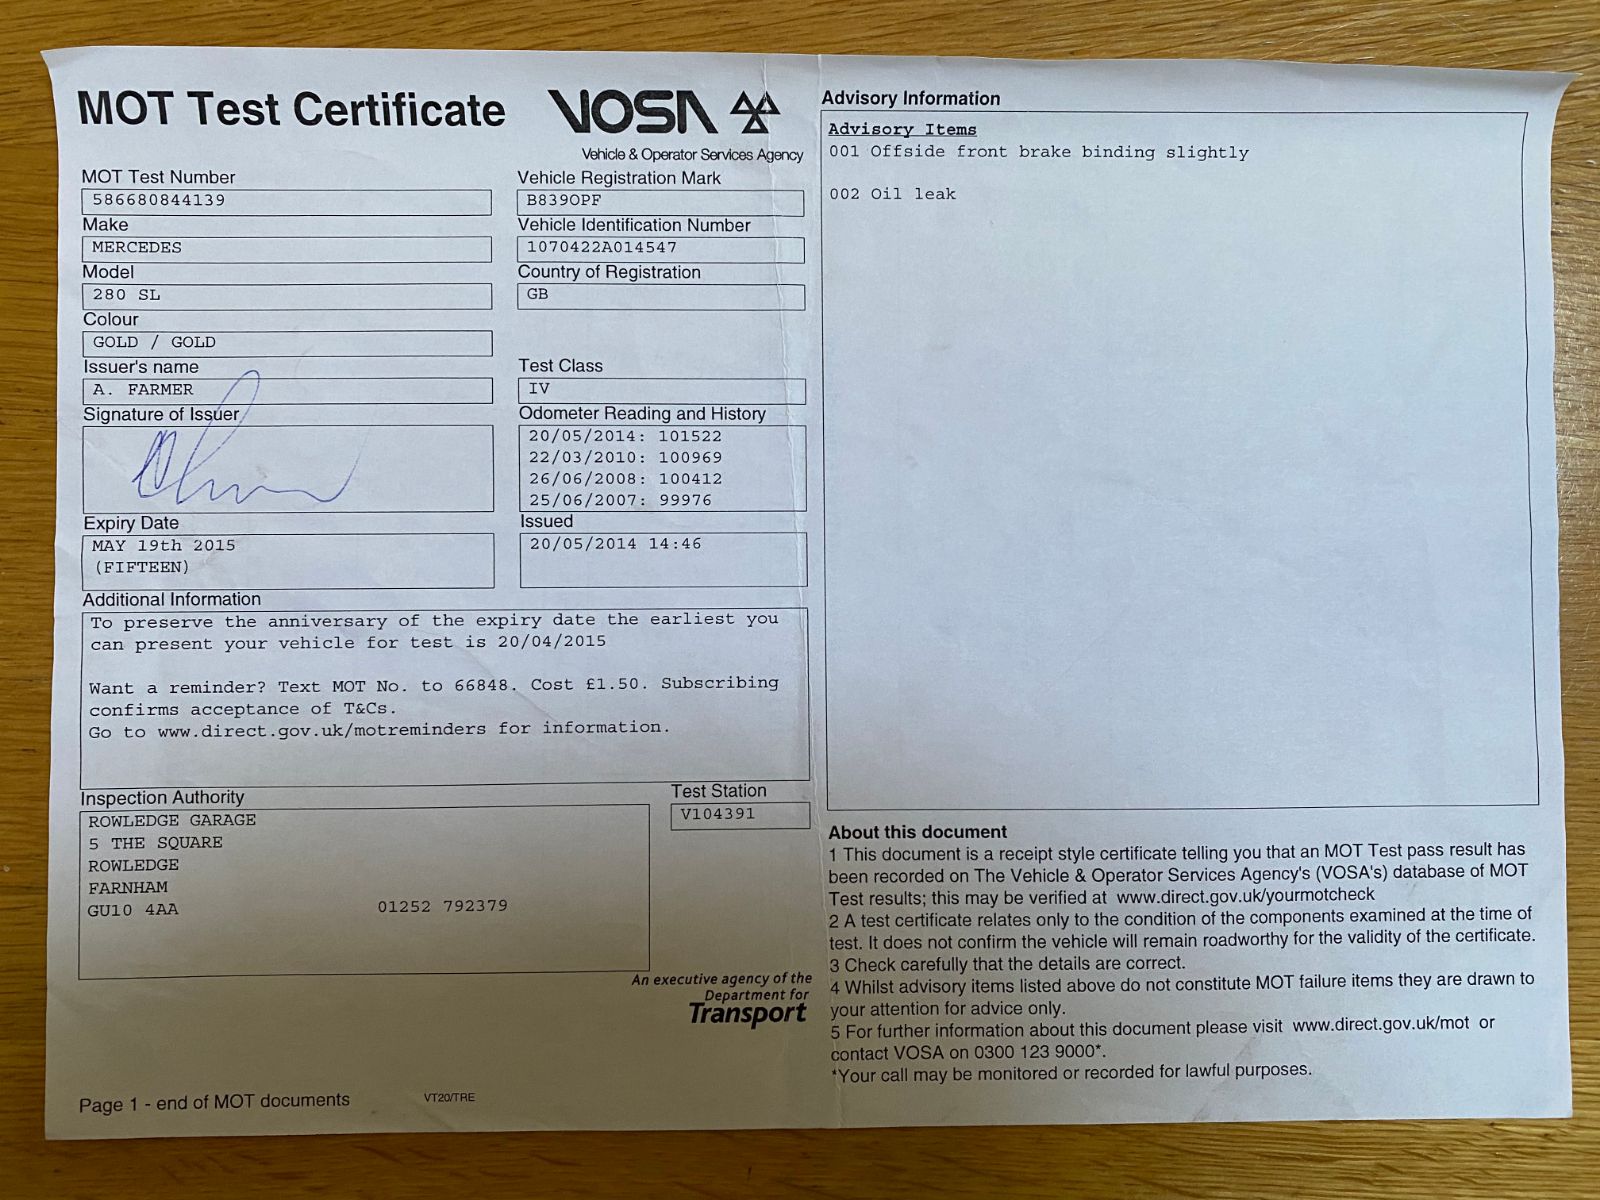 MOT Test Certificate
VOSA
Vehicle & Operator Services Agency
MOT Test Number
586680844139
Vehicle Registration Mark
B839OPF
Make
MERCEDES
Vehicle Identification Number
1070422A014547
Model
280 SL
Country of Registration
GB
Colour
GOLD / GOLD
Issuer's name
A. FARMER
Test Class
IV
Signature of Issuer
Odometer Reading and History
20/05/2014: 101522
22/03/2010: 100969
26/06/2008: 100412
25/06/2007: 99976
Expiry Date
MAY 19th 2015
(FIFTEEN)
Issued
20/05/2014 14:46
Additional Information
To preserve the anniversary of the expiry date the earliest you
can present your vehicle for test is 20/04/2015
Want a reminder? Text MOT No. to 66848. Cost £1.50. Subscribing
confirms acceptance of T&Cs.
Go to www.direct.gov.uk/motreminders for information.
Inspection Authority
ROWLEDGE GARAGE
5 THE SQUARE
ROWLEDGE
FARNHAM
GU10 4AA 01252 792379
Test Station
V104391
An executive agency of the
Department for
Transport
Page 1 - end of MOT documents
VT20/TRE
Advisory Information
Advisory Items
001 Offside front brake binding slightly
002 Oil leak
About this document
1 This document is a receipt style certificate telling you that an MOT Test pass result has
been recorded on The Vehicle & Operator Services Agency's (VOSA's) database of MOT
Test results; this may be verified at www.direct.gov.uk/yourmotcheck
2 A test certificate relates only to the condition of the components examined at the time of
test. It does not confirm the vehicle will remain roadworthy for the validity of the certificate.
3 Check carefully that the details are correct.
4 Whilst advisory items listed above do not constitute MOT failure items they are drawn to
your attention for advice only.
5 For further information about this document please visit www.direct.gov.uk/mot or
contact VOSA on 0300 123 9000*.
*Your call may be monitored or recorded for lawful purposes.